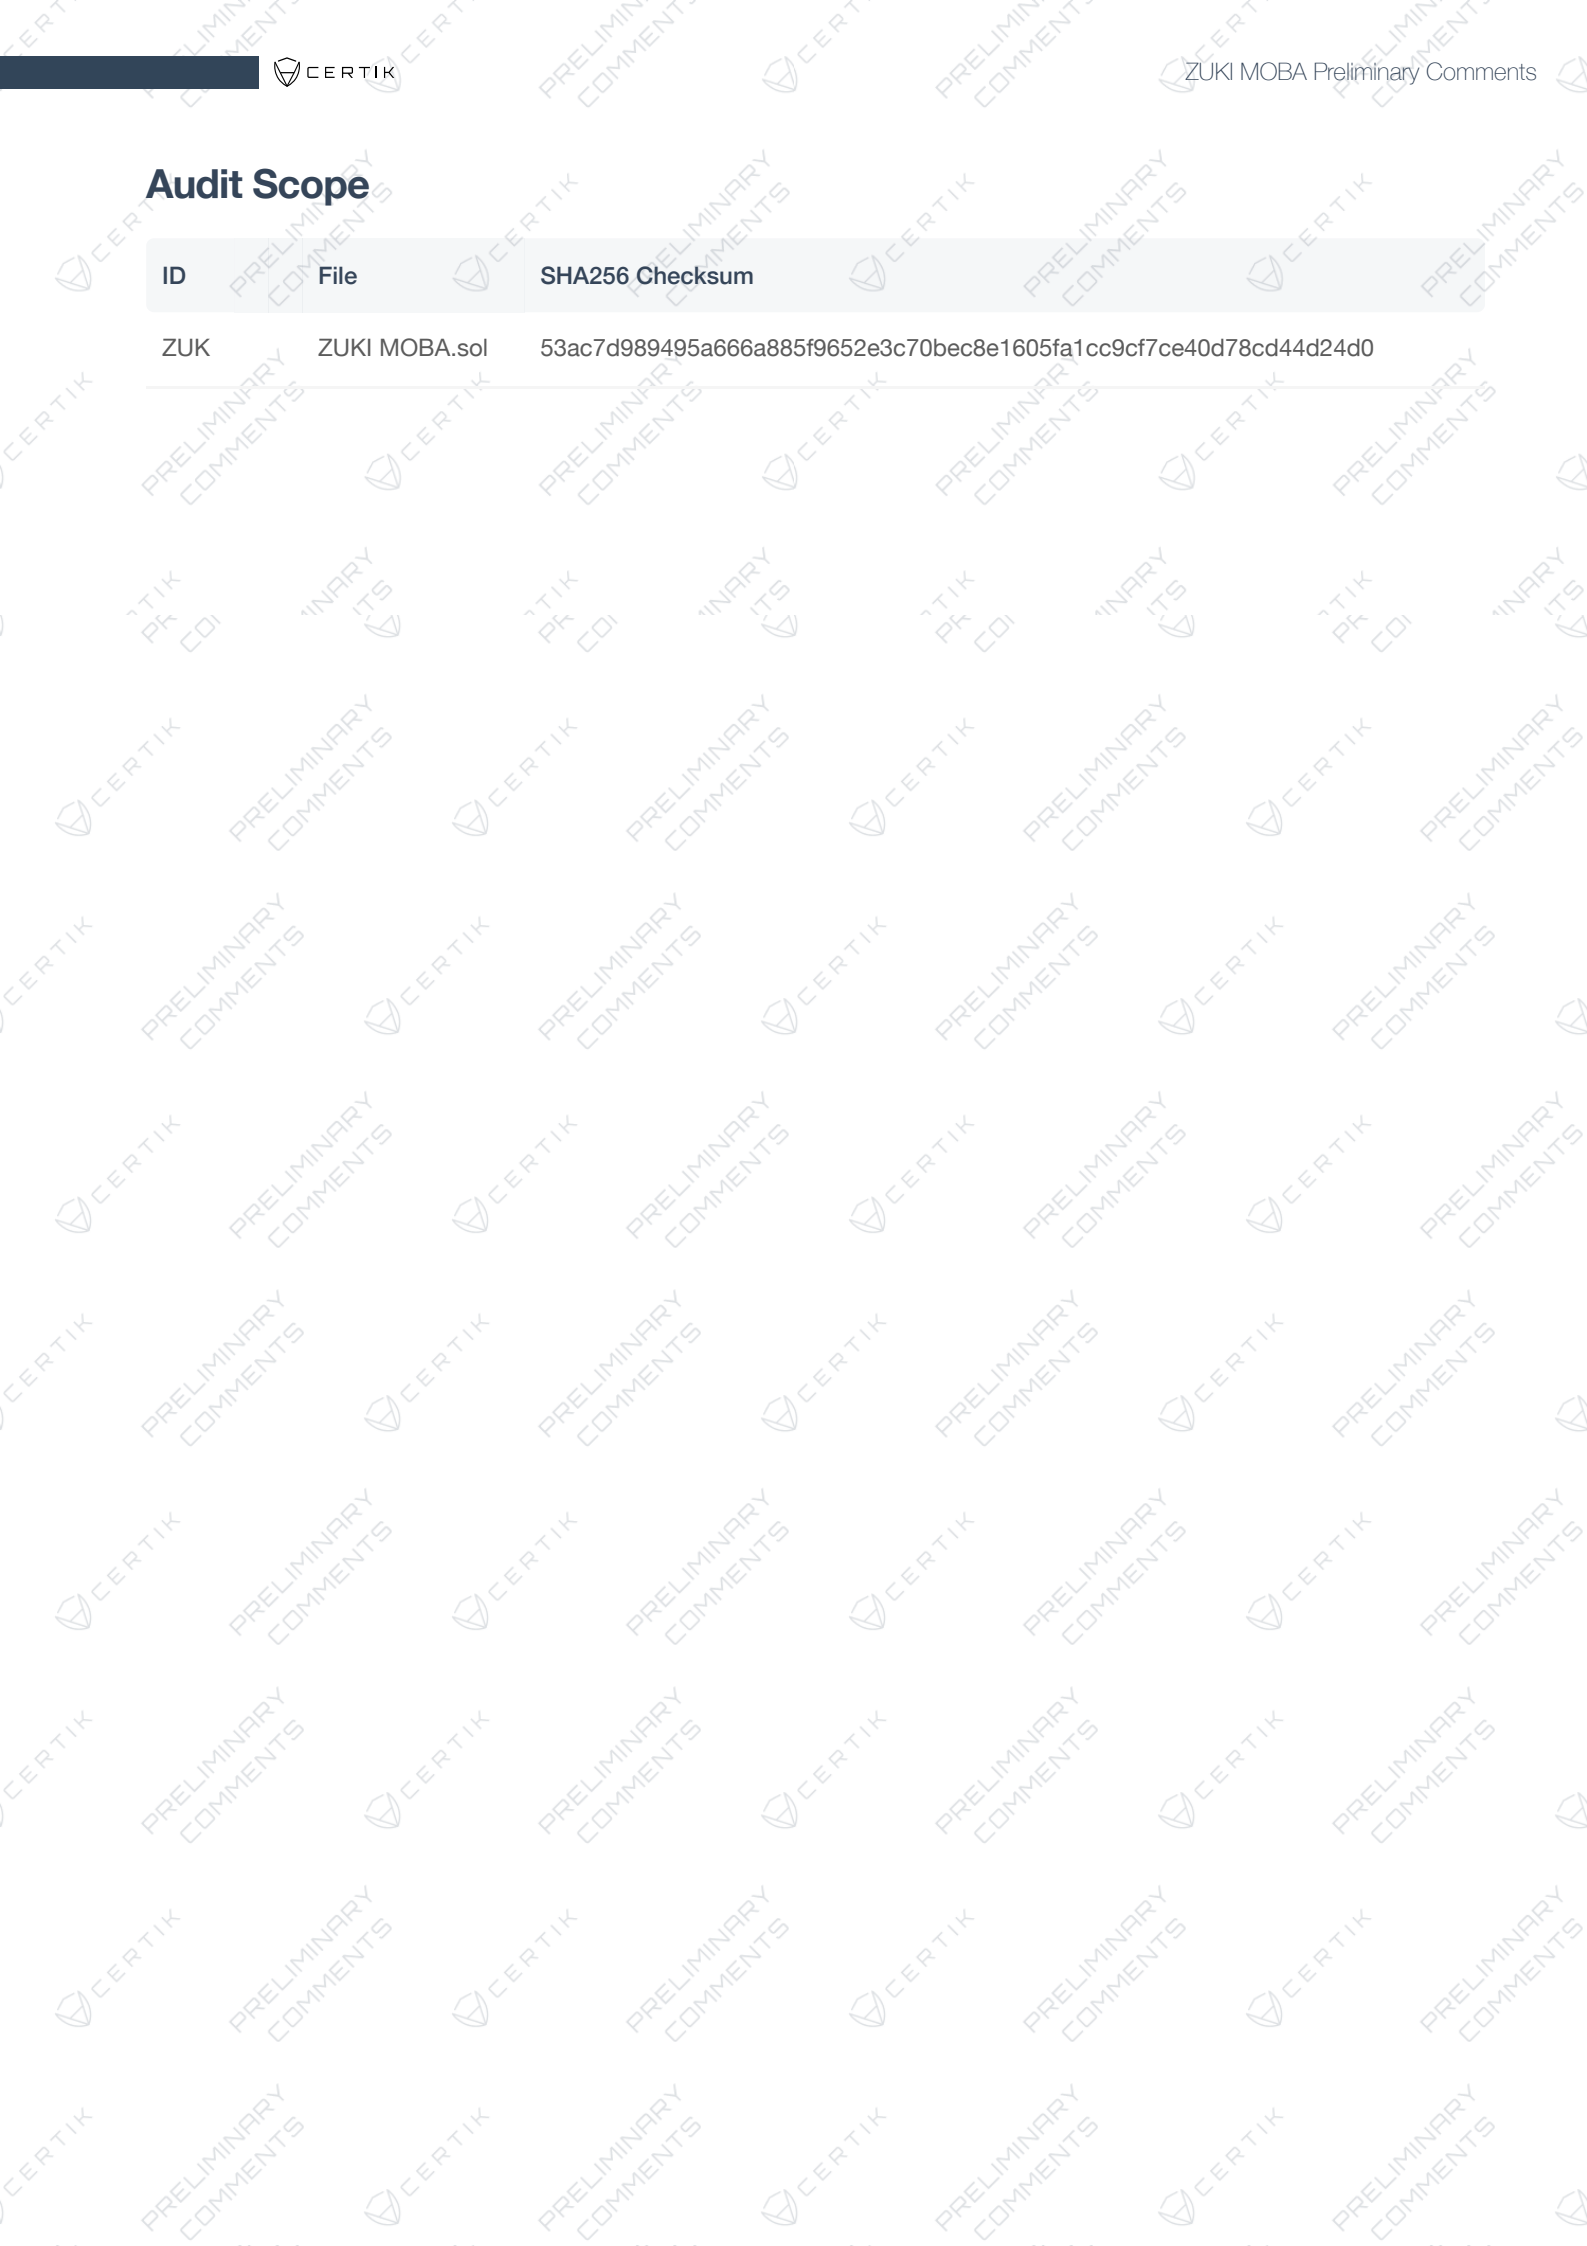 CERTIK
ZUKI MOBA Preliminary Comments
Audit Scope
ID File SHA256 Checksum
ZUK ZUKI MOBA.sol 53ac7d989495a666a885f9652e3c70bec8e1605fa1cc9cf7ce40d78cd44d24d0